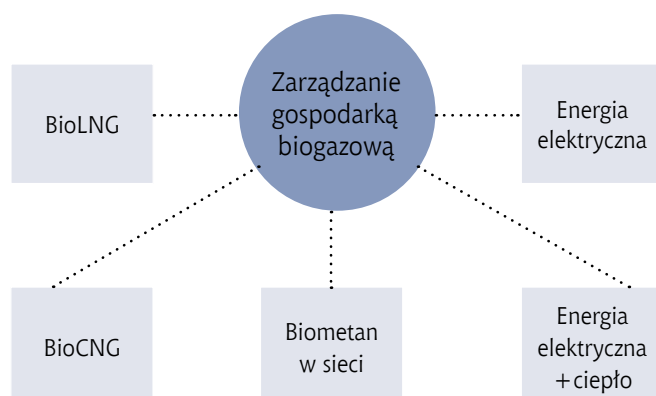 Zarządzanie
gospodarką
biogazową
BioLNG
Energia
elektryczna
BioCNG
Biometan
w sieci
Energia
elektryczna
+ciepło